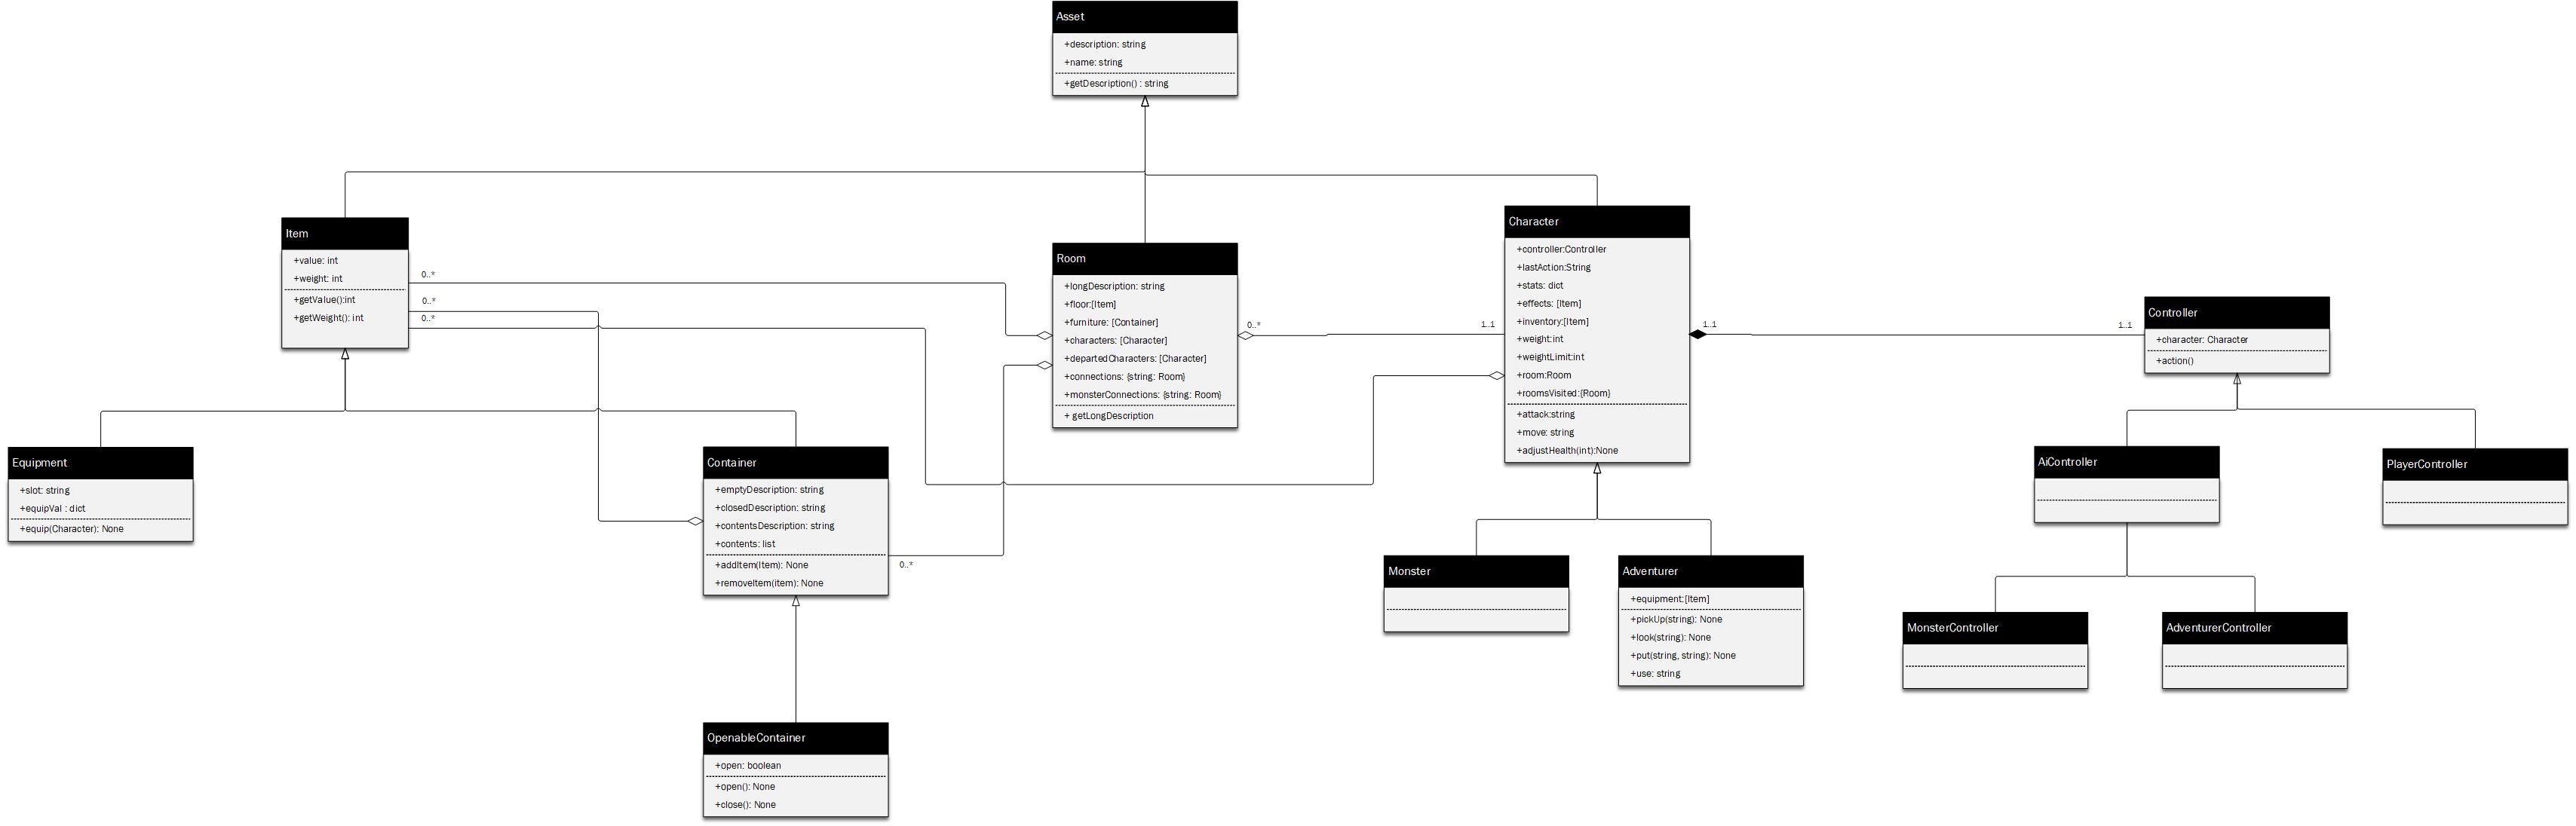 Asset
+description: string
+name: string
+getDescription() : string
Item
+value: int
+weight: int
+getValue():int
+getWeight(): int
0..*
0..*
0..*
Room
+longDescription: string
+floor:[Item]
+furniture: [Container]
+characters: [Character]
+departedCharacters: [Character]
+connections: {string: Room}
+monsterConnections: {string: Room}
+ getLongDescription
0..*
1..1
Character
+controller:Controller
+lastAction:String
+stats: dict
+effects: [Item]
+inventory:[Item]
+weight:int
+weightLimit:int
+room:Room
+roomsVisited:{Room}
+attack:string
+move: string
+adjustHealth(int):None
1..1
1..1
Controller
+character: Character
+action()
Equipment
+slot: string
+equipVal : dict
+equip(Character): None
Container
+emptyDescription: string
+closedDescription: string
+contentsDescription: string
+contents: list
+addItem(Item): None
+removeItem(item): None
0..*
AiController
PlayerController
Monster
Adventurer
+equipment:[Item]
+pickUp(string): None
+look(string): None
+put(string, string): None
+use: string
MonsterController
AdventurerController
OpenableContainer
+open: boolean
+open(): None
+close(): None